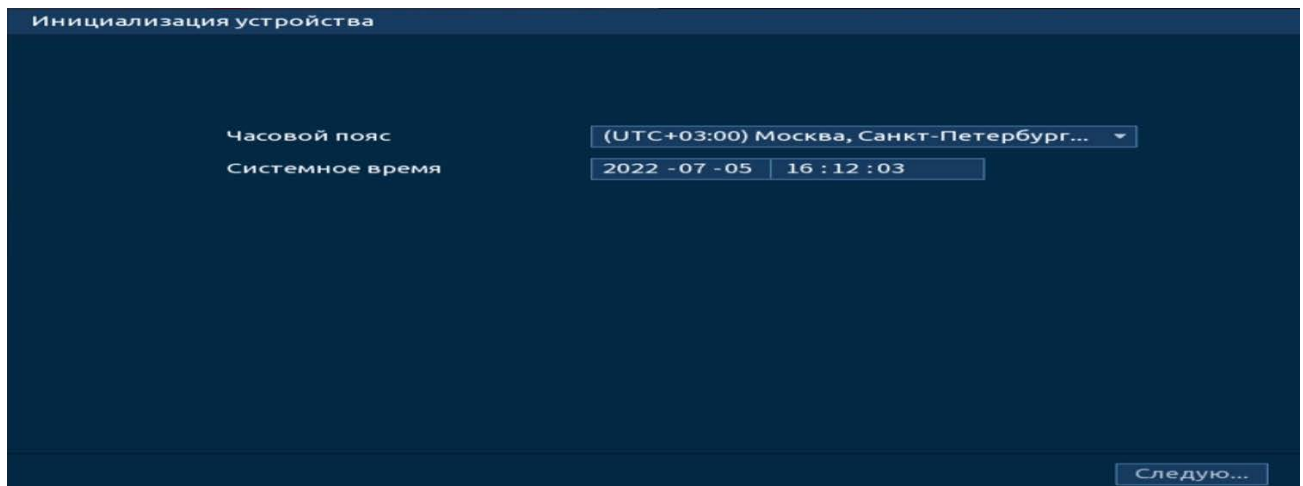 Инициализация устройства
Часовой пояс (UTC+03:00) Москва, Санкт-Петербург...
Системное время 2022 -07 -05 16 : 12 : 03
Следую...